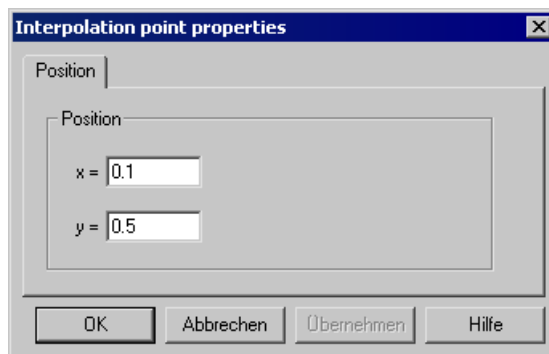 Interpolation point properties
Position
Position
x = 0.1
y = 0.5
OK Abbrechen Übernehmen Hilfe